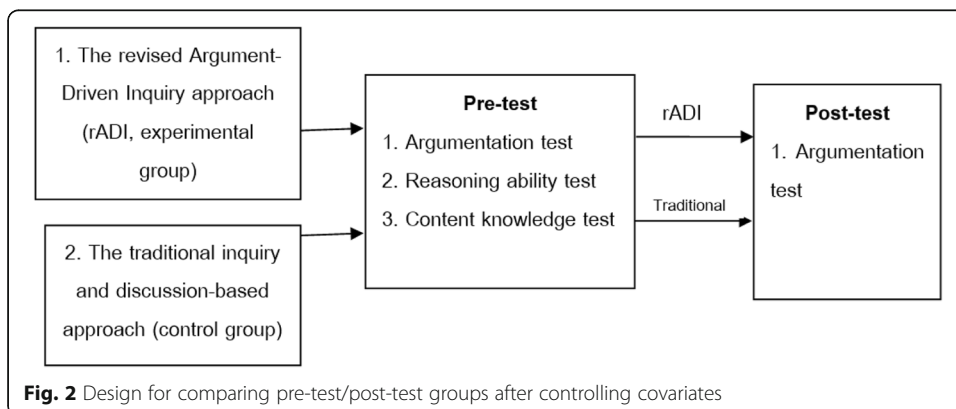 1. The revised Argument-
Driven Inquiry approach
(rADI, experimental
group)
2. The traditional inquiry
and discussion-based
approach (control group)
Pre-test
1. Argumentation test
2. Reasoning ability test
3. Content knowledge test
rADI
Traditional
Post-test
1. Argumentation
test
Fig. 2 Design for comparing pre-test/post-test groups after controlling covariates